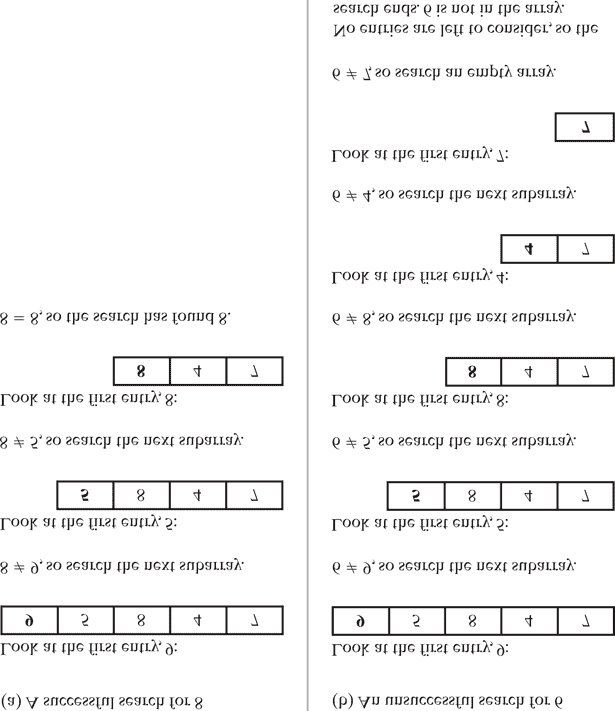 (a) A successful search for 8
Look at the first entry, 9:
9 5 8 4 7
8 ≠ 9, so search the next subarray.
Look at the first entry, 5:
5 8 4 7
8 ≠ 5, so search the next subarray.
Look at the first entry, 8:
8 4 7
8 = 8, so the search has found 8.
(b) An unsuccessful search for 6
Look at the first entry, 9:
9 5 8 4 7
6 ≠ 9, so search the next subarray.
Look at the first entry, 5:
5 8 4 7
6 ≠ 5, so search the next subarray.
Look at the first entry, 8:
8 4 7
6 ≠ 8, so search the next subarray.
Look at the first entry, 4:
4 7
6 ≠ 4, so search the next subarray.
Look at the first entry, 7:
7
6 ≠ 7, so search an empty array.
No entries are left to consider, so the
search ends. 6 is not in the array.